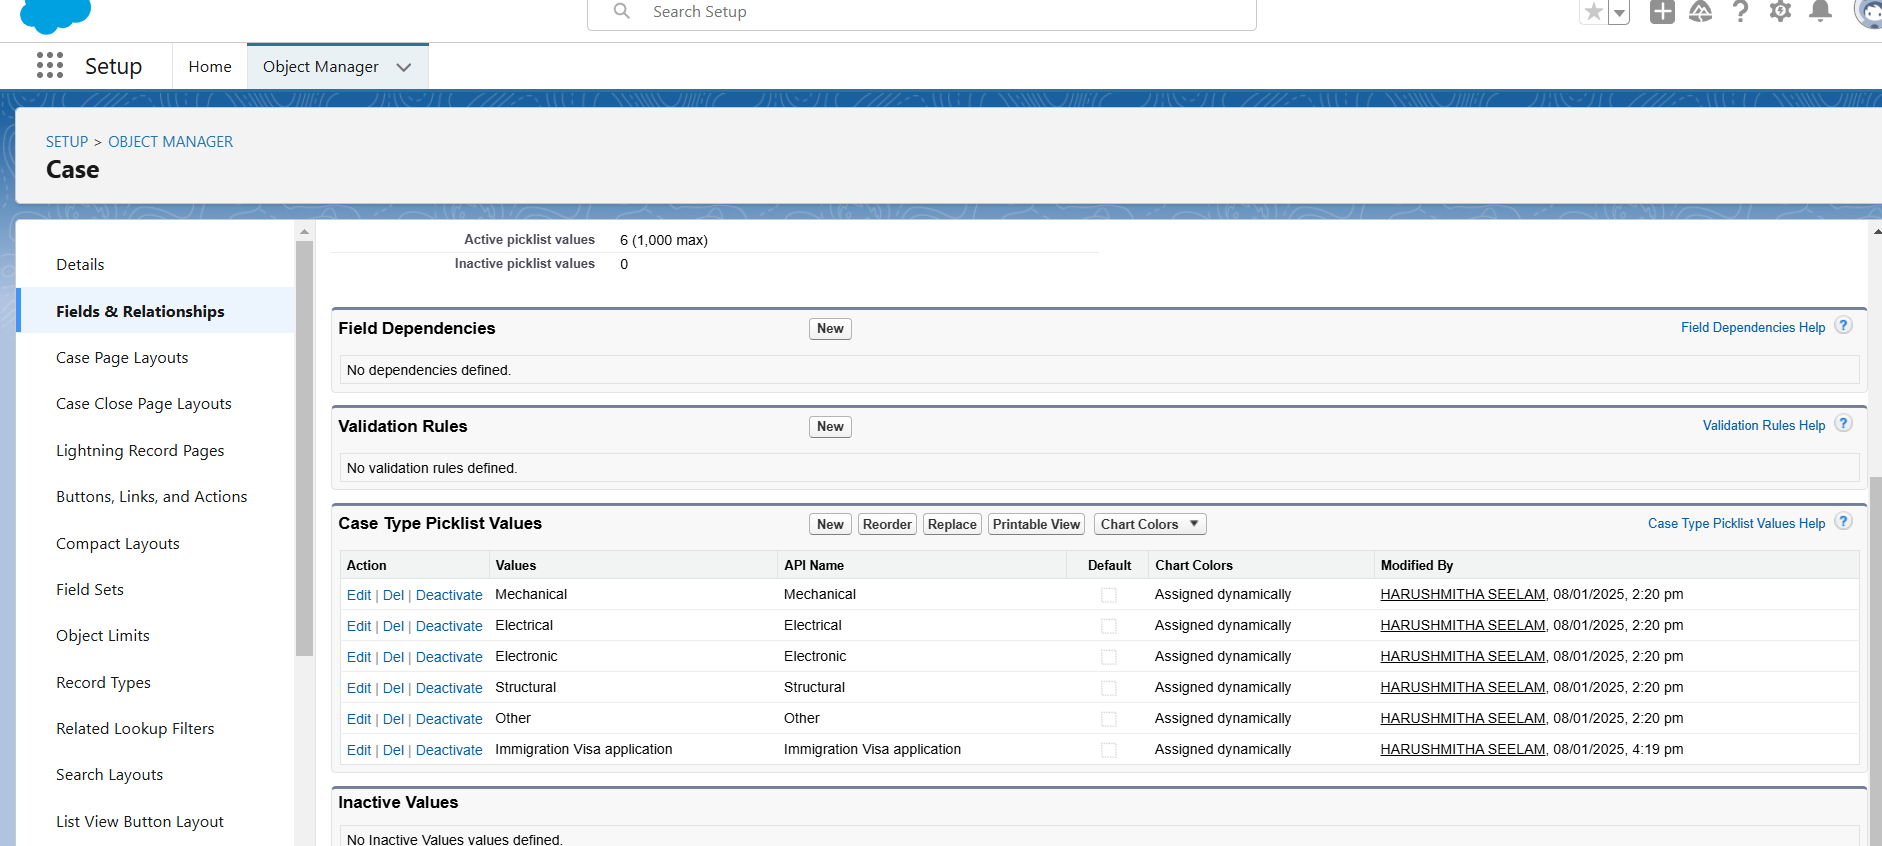 Search Setup
Setup
Home
Object Manager
SETUP > OBJECT MANAGER
Case
Details
Fields & Relationships
Case Page Layouts
Case Close Page Layouts
Lightning Record Pages
Buttons, Links, and Actions
Compact Layouts
Field Sets
Object Limits
Record Types
Related Lookup Filters
Search Layouts
List View Button Layout
Active picklist values 6 (1,000 max)
Inactive picklist values 0
Field Dependencies New Field Dependencies Help ?
No dependencies defined.
Validation Rules New Validation Rules Help ?
No validation rules defined.
Case Type Picklist Values New Reorder Replace Printable View Chart Colors Case Type Picklist Values Help ?
Action Values API Name Default Chart Colors Modified By
Edit | Del | Deactivate Mechanical Mechanical Assigned dynamically HARUSHMITHA SEELAM, 08/01/2025, 2:20 pm
Edit | Del | Deactivate Electrical Electrical Assigned dynamically HARUSHMITHA SEELAM, 08/01/2025, 2:20 pm
Edit | Del | Deactivate Electronic Electronic Assigned dynamically HARUSHMITHA SEELAM, 08/01/2025, 2:20 pm
Edit | Del | Deactivate Structural Structural Assigned dynamically HARUSHMITHA SEELAM, 08/01/2025, 2:20 pm
Edit | Del | Deactivate Other Other Assigned dynamically HARUSHMITHA SEELAM, 08/01/2025, 2:20 pm
Edit | Del | Deactivate Immigration Visa application Immigration Visa application Assigned dynamically HARUSHMITHA SEELAM, 08/01/2025, 4:19 pm
Inactive Values
No Inactive Values values defined.